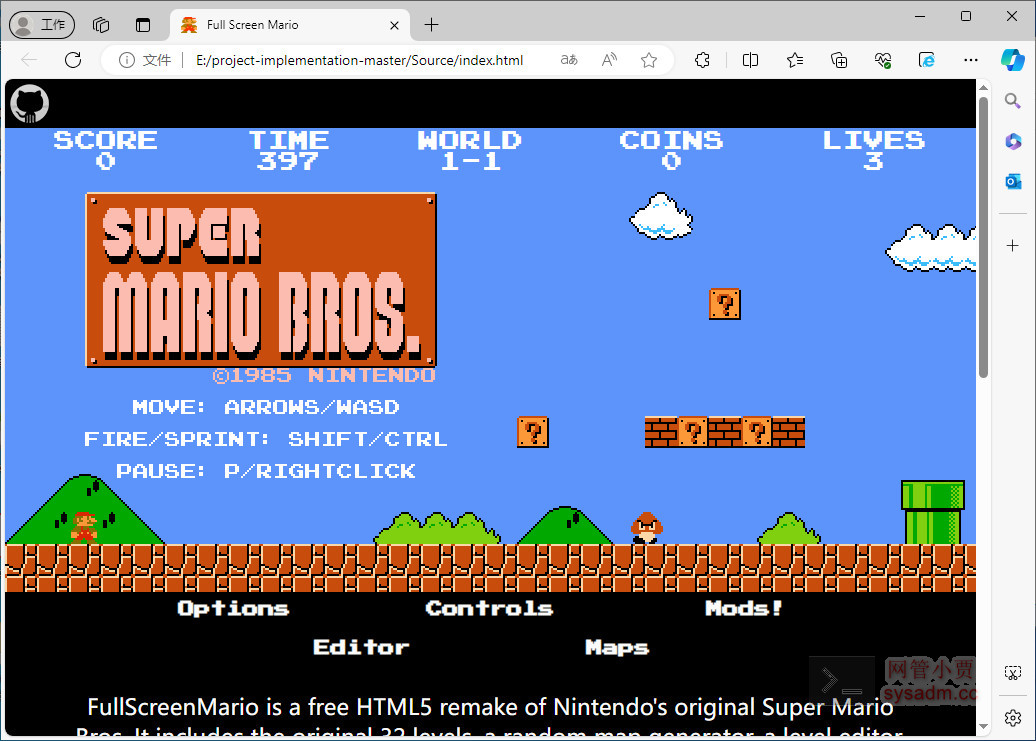 工作
Full Screen Mario
文件
E:/project-implementation-master/Source/index.html
aあ
A
SCORE TIME WORLD COINS LIVES
0 397 1-1 0 3
SUPER
MARIO BROS.
©1985 NINTENDO
MOVE: ARROWS/WASD
FIRE/SPRINT: SHIFT/CTRL
PAUSE: P/RIGHTCLICK
?
? ? ?
Options Controls Mods!
Editor Maps
网管小贾
sysadm.cc
FullScreenMario is a free HTML5 remake of Nintendo's original Super Mario
Bros. It includes the original 32 levels, a random map generator, a level editor,